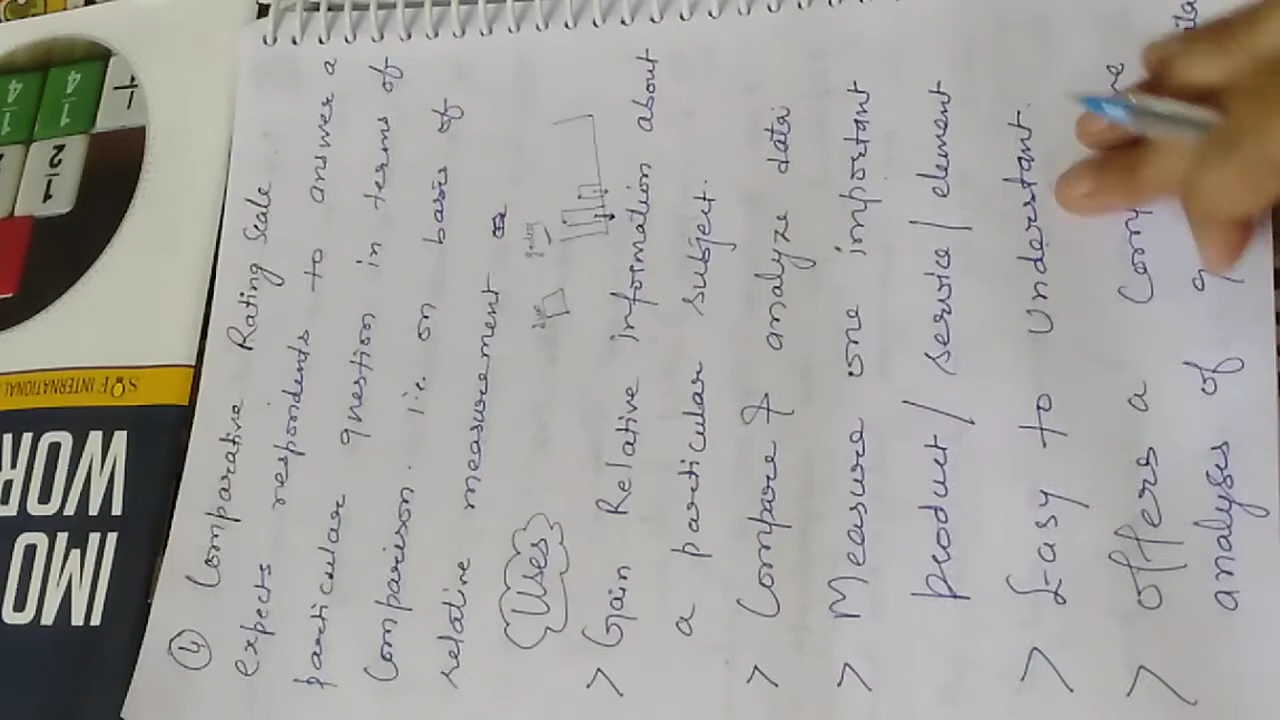 ④ Comparative Rating Scale
expects respondents to answer a
particular question in terms of
Comparison. i.e. on basis of
relative measurement
Uses
> Gain Relative information about
a particular subject.
> Compare & analyze data
> Measure one important
product / service / element
> Easy to understant.
> offers a
analyses of
IMO
WOR
SOF INTERNATIONAL